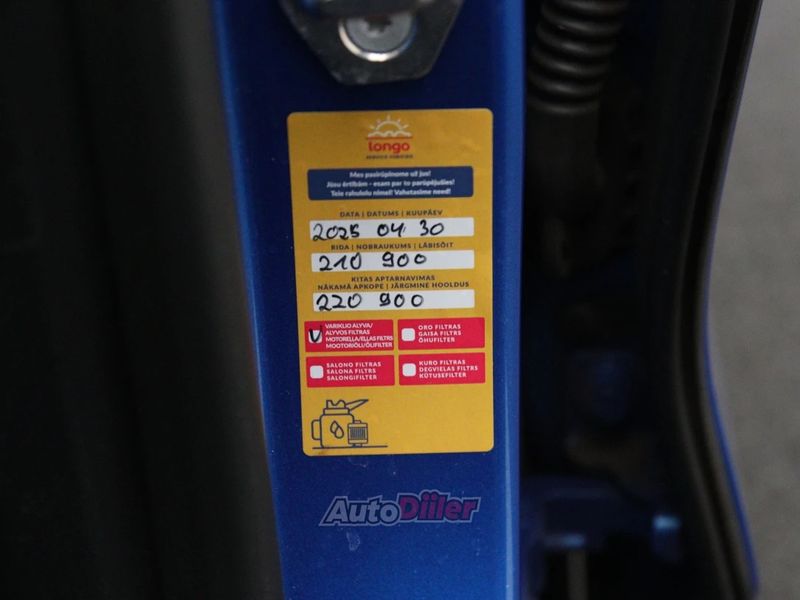 longo
Mes pasirūpinome už jus!
Jūsu ērtībām - esam par to parūpējušies!
Teie rahulolu nimel! Vahetasime need!
DATA | DATUMS | KUUPÄEV
2025 04 30
RIDA | NOBRAUKUMS | LÄBISÕIT
210 900
KITAS APTARNAVIMAS
NĀKAMĀ APKOPE | JÄRGMINE HOOLDUS
220 900
V VARIKLIO ALYVA/
ALYVOS FILTRAS
MOTOREĻĻA/EĻĻAS FILTRS
MOOTORIÕLI/ÕLIFILTER
ORO FILTRAS
GAISA FILTRS
ÕHUFILTER
SALONO FILTRAS
SALONA FILTRS
SALONGIFILTER
KURO FILTRAS
DEGVIELAS FILTRS
KÜTUSEFILTER
AutoDiiler